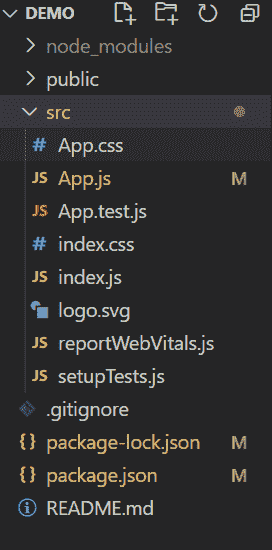 DEMO
node_modules
public
src
# App.css
JS App.js M
JS App.test.js
# index.css
JS index.js
logo.svg
JS reportWebVitals.js
JS setupTests.js
.gitignore
{} package-lock.json M
{} package.json M
README.md